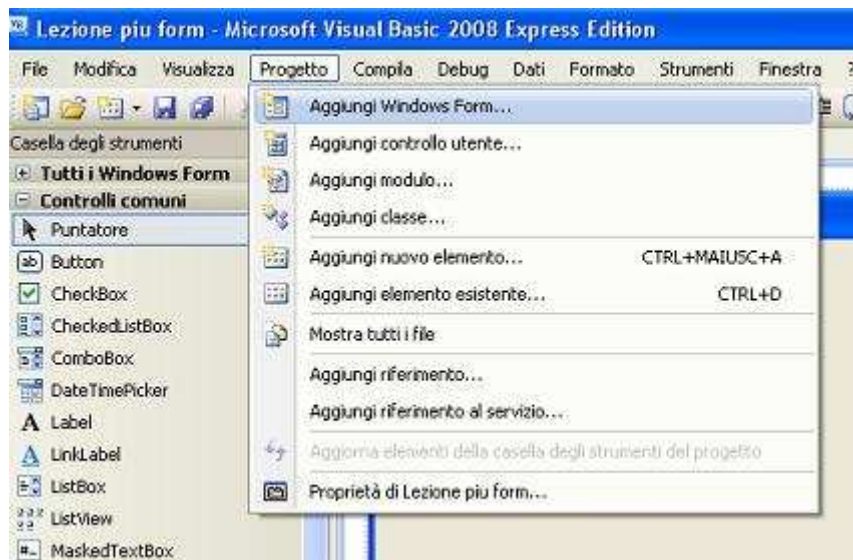 Lezione piu form - Microsoft Visual Basic 2008 Express Edition
File Modifica Visualizza Progetto Compila Debug Dati Formato Strumenti Finestra ?
Casella degli strumenti
Tutti i Windows Form
Controlli comuni
Puntatore
Button
CheckBox
CheckedListBox
ComboBox
DateTimePicker
Label
LinkLabel
ListBox
ListView
MaskedTextBox
Aggiungi Windows Form...
Aggiungi controllo utente...
Aggiungi modulo...
Aggiungi classe...
Aggiungi nuovo elemento... CTRL+MAIUSC+A
Aggiungi elemento esistente... CTRL+D
Mostra tutti i file
Aggiungi riferimento...
Aggiungi riferimento al servizio...
Aggiorna elementi della casella degli strumenti del progetto
Proprietà di Lezione piu form...